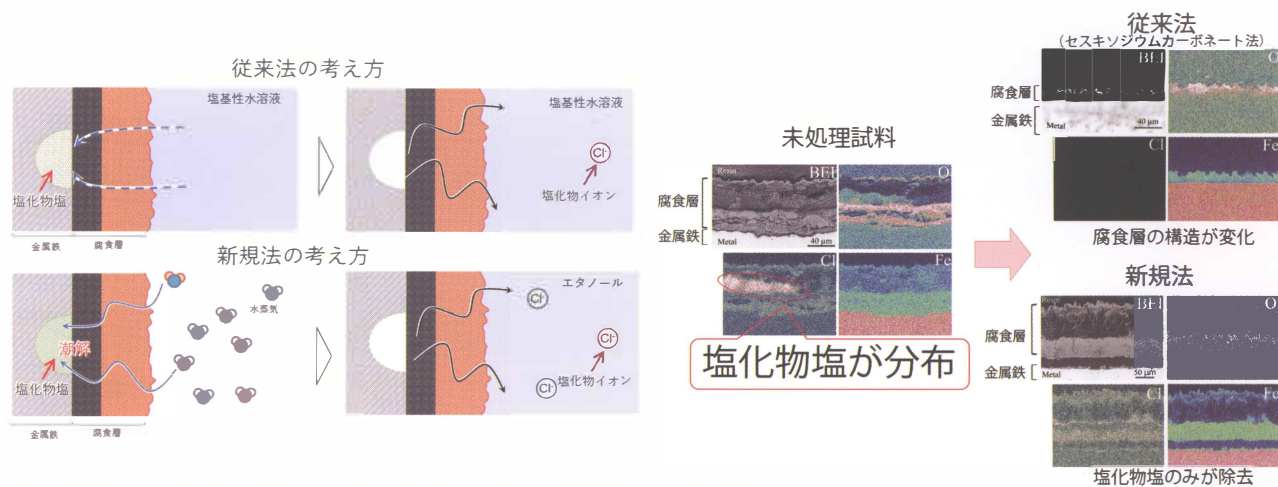 従来法の考え方
塩基性水溶液
塩化物塩
金属鉄
腐食層
塩基性水溶液
Cl-
塩化物イオン
新規法の考え方
水蒸気
潮解
塩化物塩
金属鉄
腐食層
エタノール
Cl-
Cl-
Cl-
塩化物イオン
未処理試料
腐食層
金属鉄
Resin
BEI
Metal
40 μm
O
Cl
Fe
塩化物塩が分布
従来法
(セスキソジウムカーボネート法)
腐食層
金属鉄
BEI
Metal
40 μm
O
Cl
Fe
腐食層の構造が変化
新規法
腐食層
金属鉄
Resin
BEI
Metal
50 μm
O
Cl
Fe
塩化物塩のみが除去